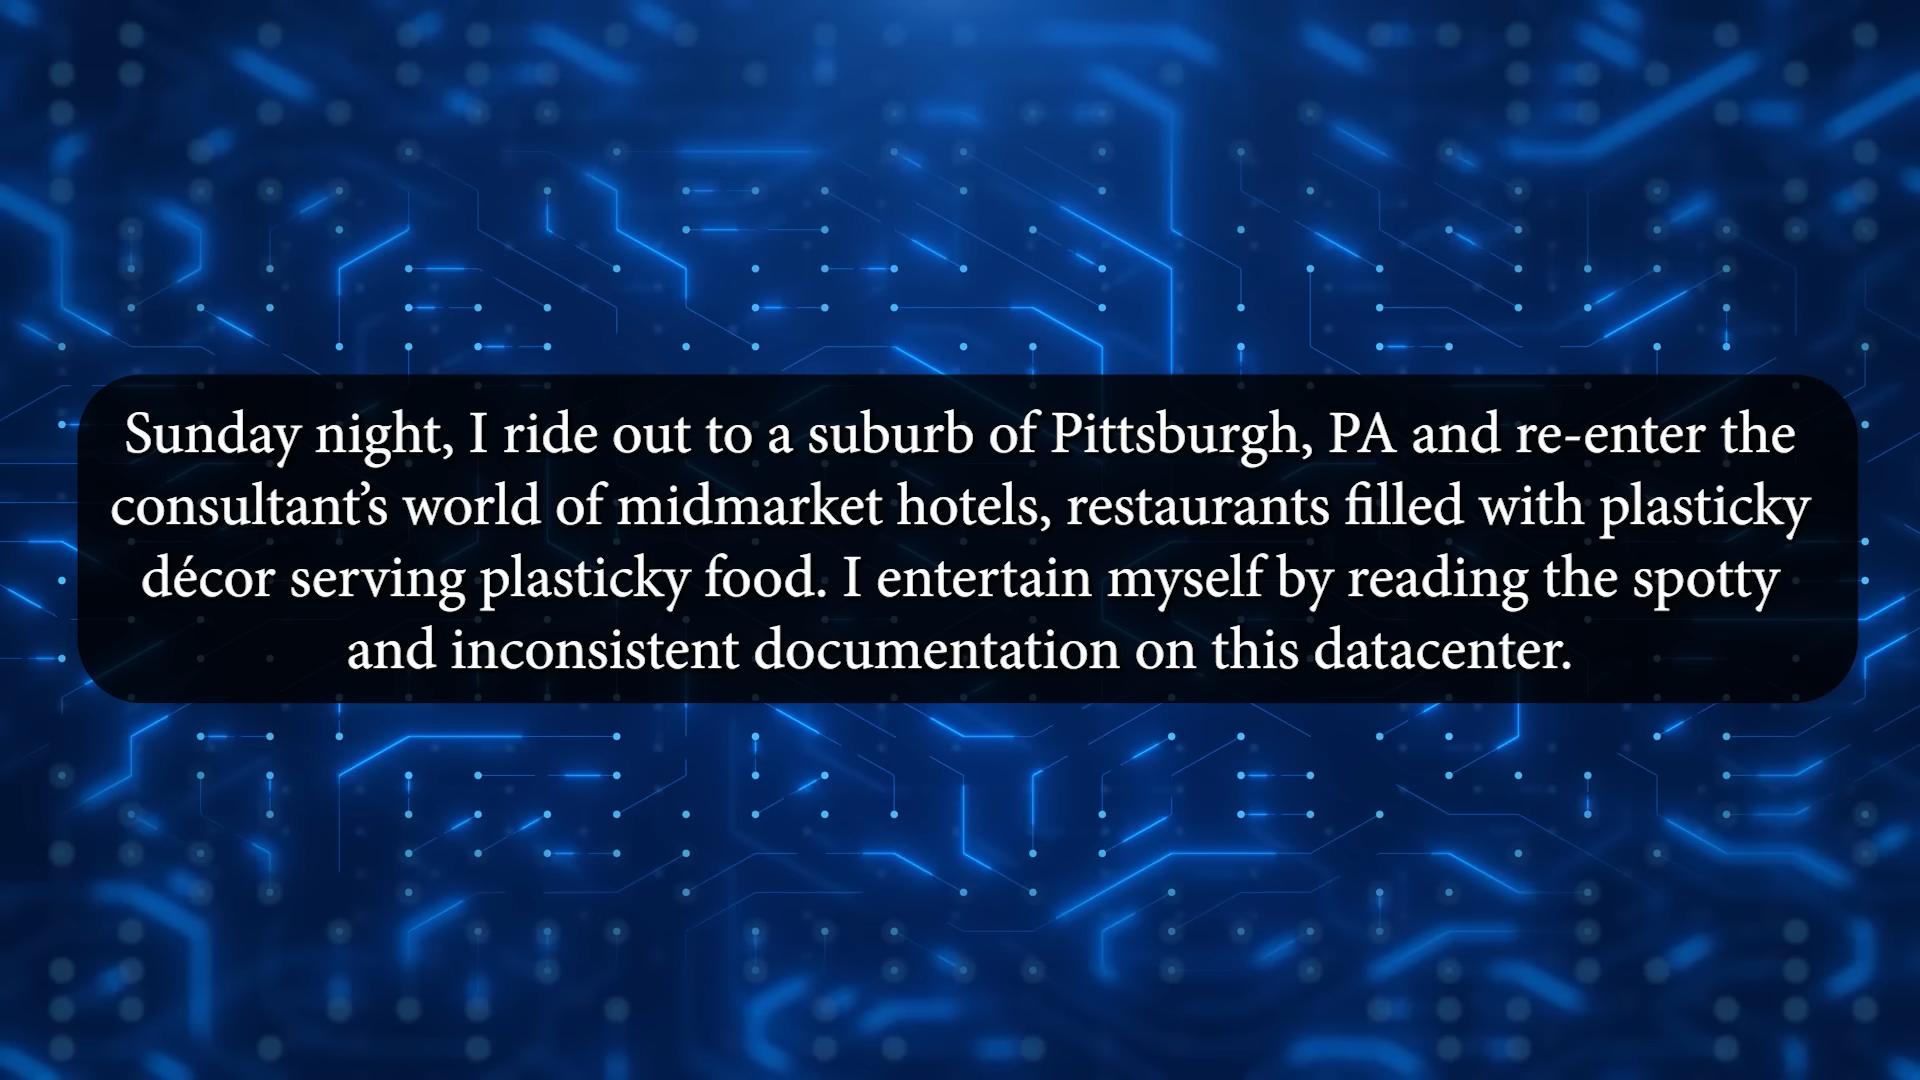 Sunday night, I ride out to a suburb of Pittsburgh, PA and re-enter the
consultant’s world of midmarket hotels, restaurants filled with plasticky
décor serving plasticky food. I entertain myself by reading the spotty
and inconsistent documentation on this datacenter.